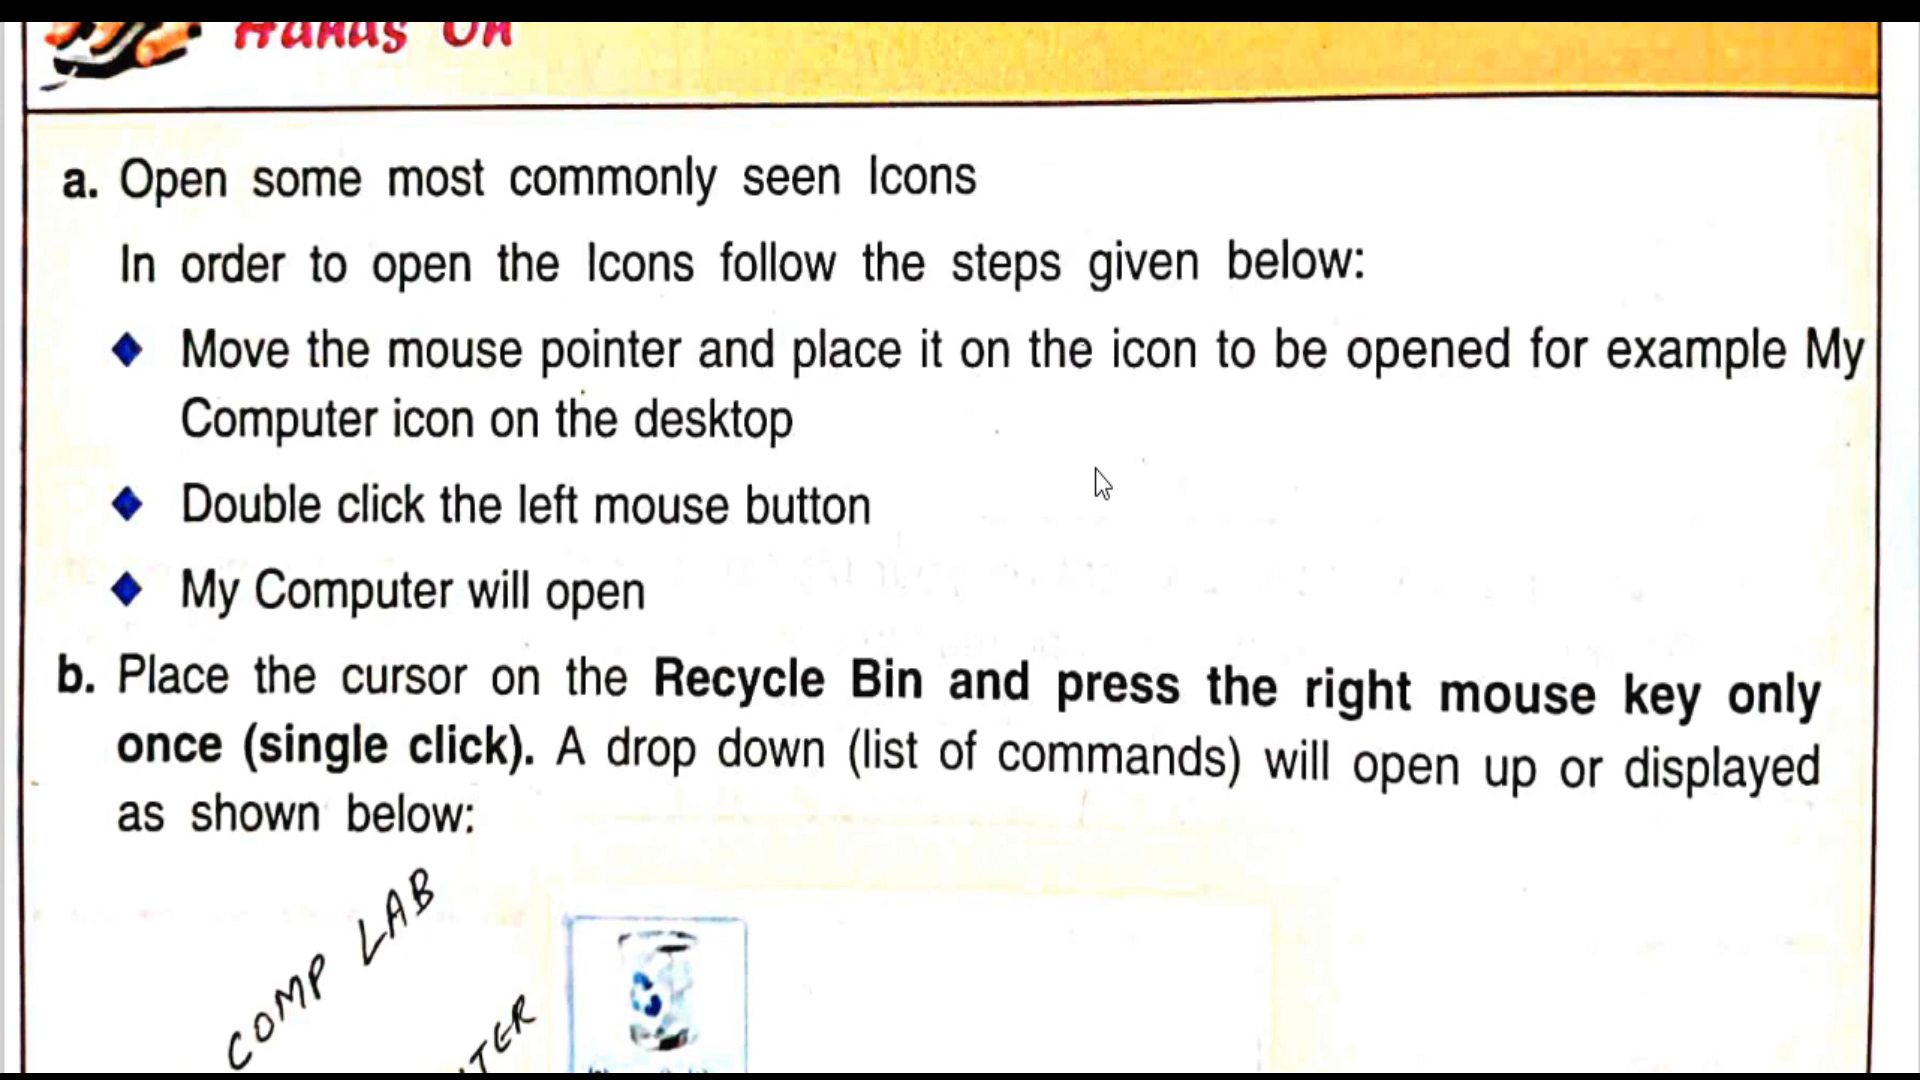 Hands On
a. Open some most commonly seen Icons
In order to open the Icons follow the steps given below:
Move the mouse pointer and place it on the icon to be opened for example My
Computer icon on the desktop
Double click the left mouse button
My Computer will open
b. Place the cursor on the Recycle Bin and press the right mouse key only
once (single click). A drop down (list of commands) will open up or displayed
as shown below:
COMP LAB